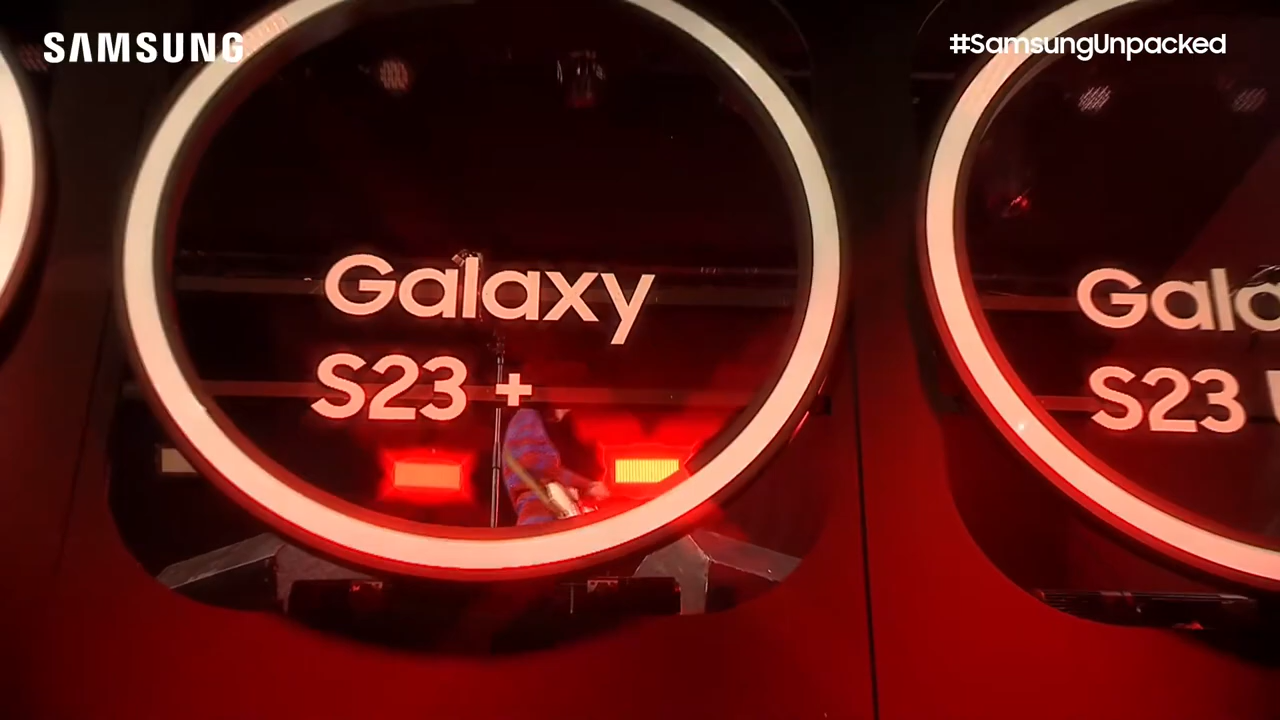 SAMSUNG
#SamsungUnpacked
Galaxy
S23 +
Gala
S23